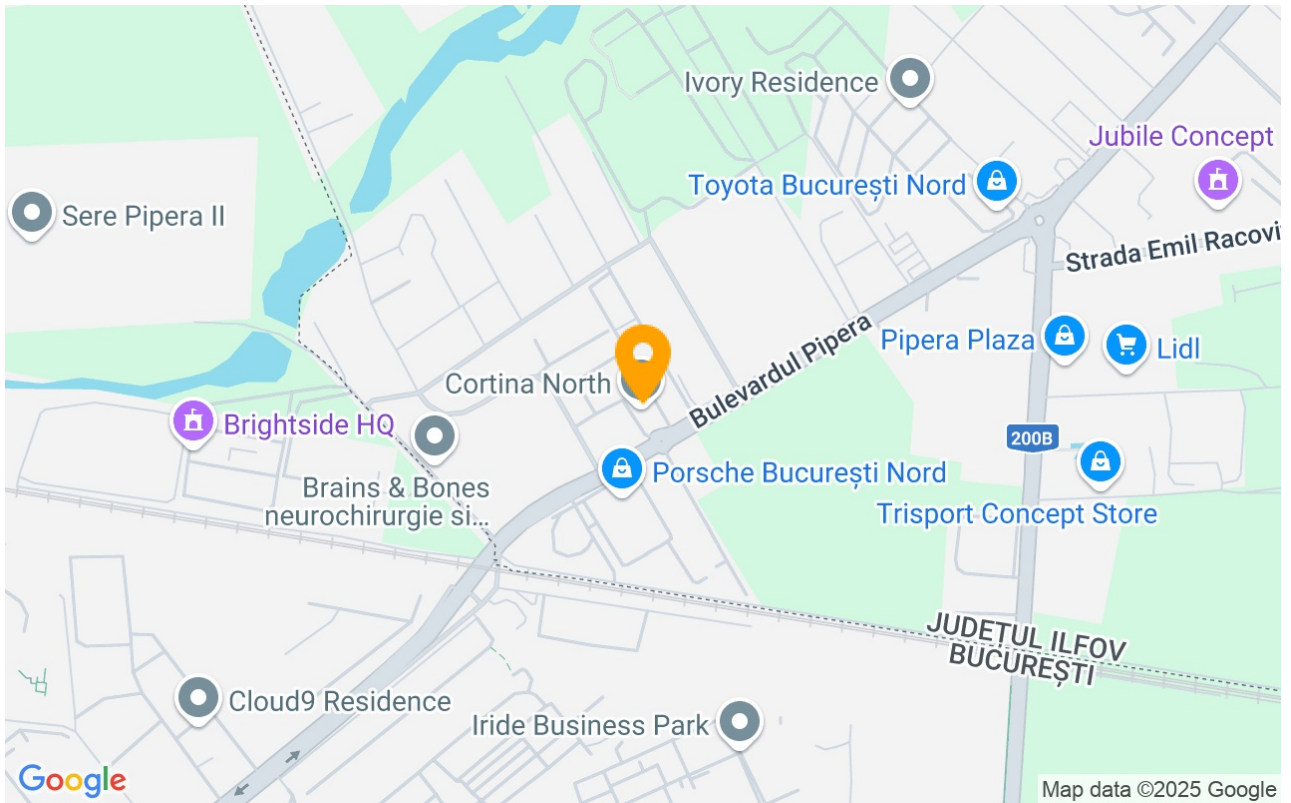 Ivory Residence
Jubile Concept
Toyota București Nord
Sere Pipera II
Strada Emil Racovi
Bulevardul Pipera
Pipera Plaza
Lidl
Cortina North
Brightside HQ
200B
Porsche București Nord
Brains & Bones
neurochirurgie si...
Trisport Concept Store
JUDETUL ILFOV
BUCUREȘTI
Cloud9 Residence
Iride Business Park
Google
Map data ©2025 Google